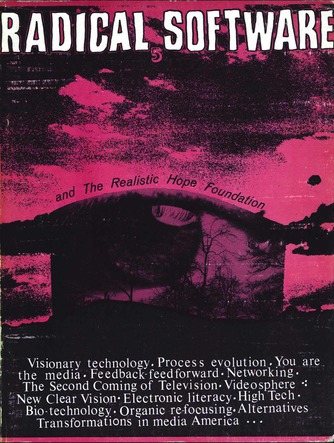 RADICAL SOFTWARE
5
and The Realistic Hope Foundation
Visionary technology · Process evolution · You are
the media · Feedback-feedforward · Networking ·
The Second Coming of Television · Videosphere ·
New Clear Vision · Electronic literacy · High Tech ·
Bio-technology · Organic re-focusing · Alternatives
Transformations in media America ...